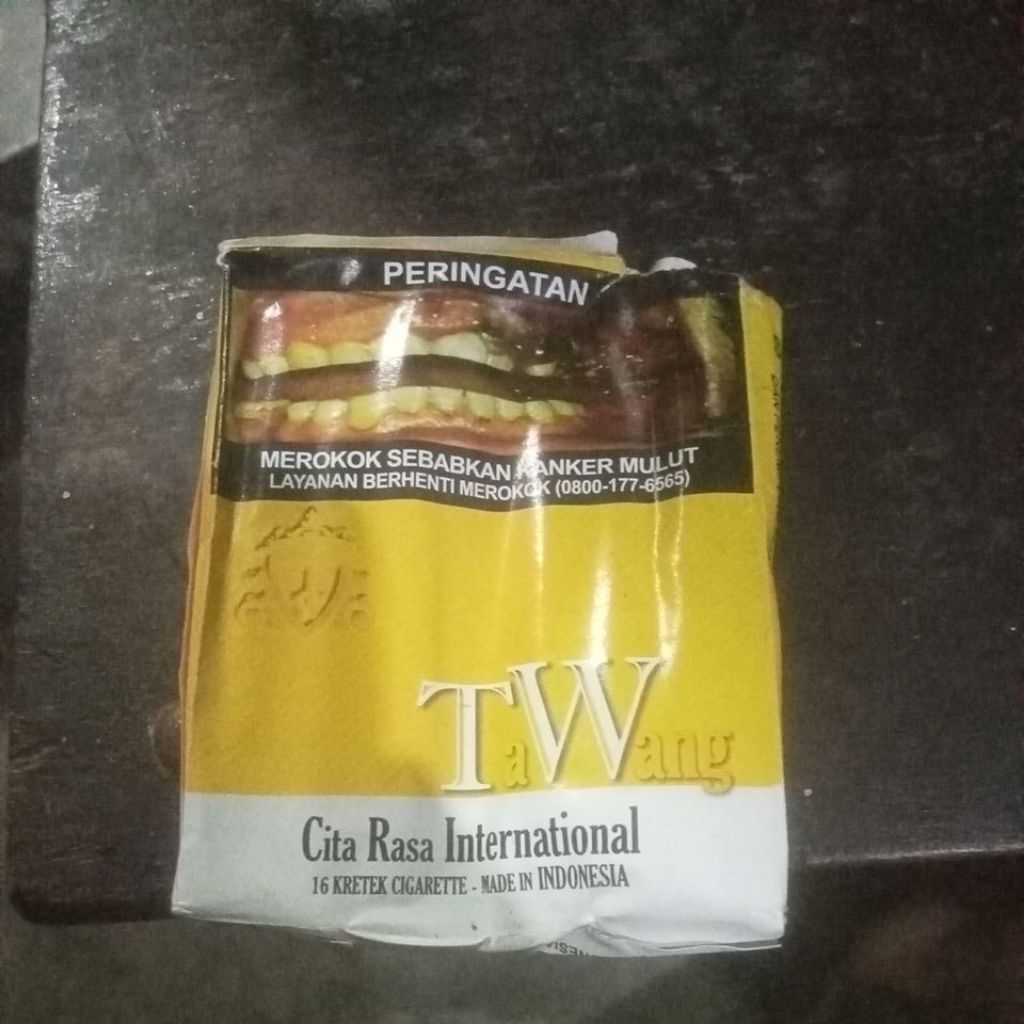 PERINGATAN
MEROKOK SEBABKAN KANKER MULUT
LAYANAN BERHENTI MEROKOK (0800-177-6565)
TaWang
Cita Rasa International
16 KRETEK CIGARETTE - MADE IN INDONESIA